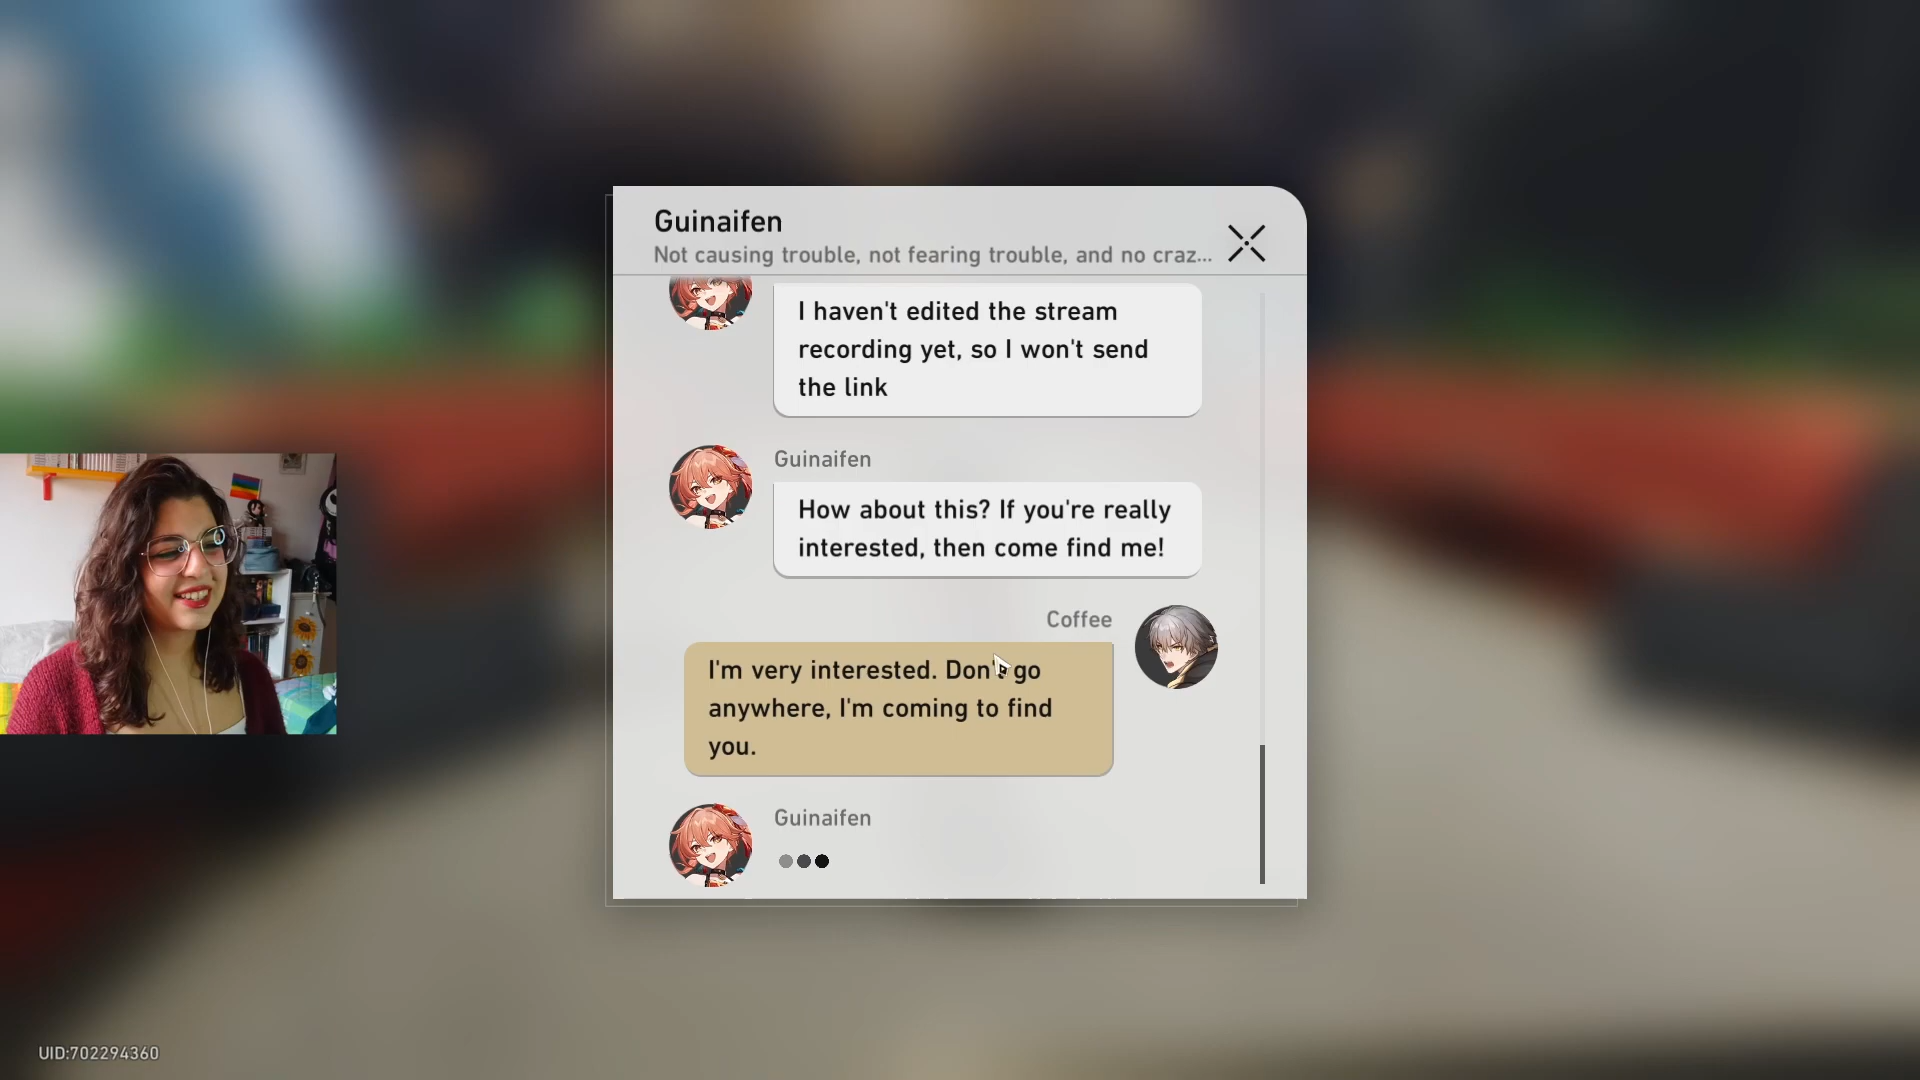 Guinaifen
Not causing trouble, not fearing trouble, and no craz...
I haven't edited the stream
recording yet, so I won't send
the link
Guinaifen
How about this? If you're really
interested, then come find me!
Coffee
I'm very interested. Don't go
anywhere, I'm coming to find
you.
Guinaifen
UID:702294360